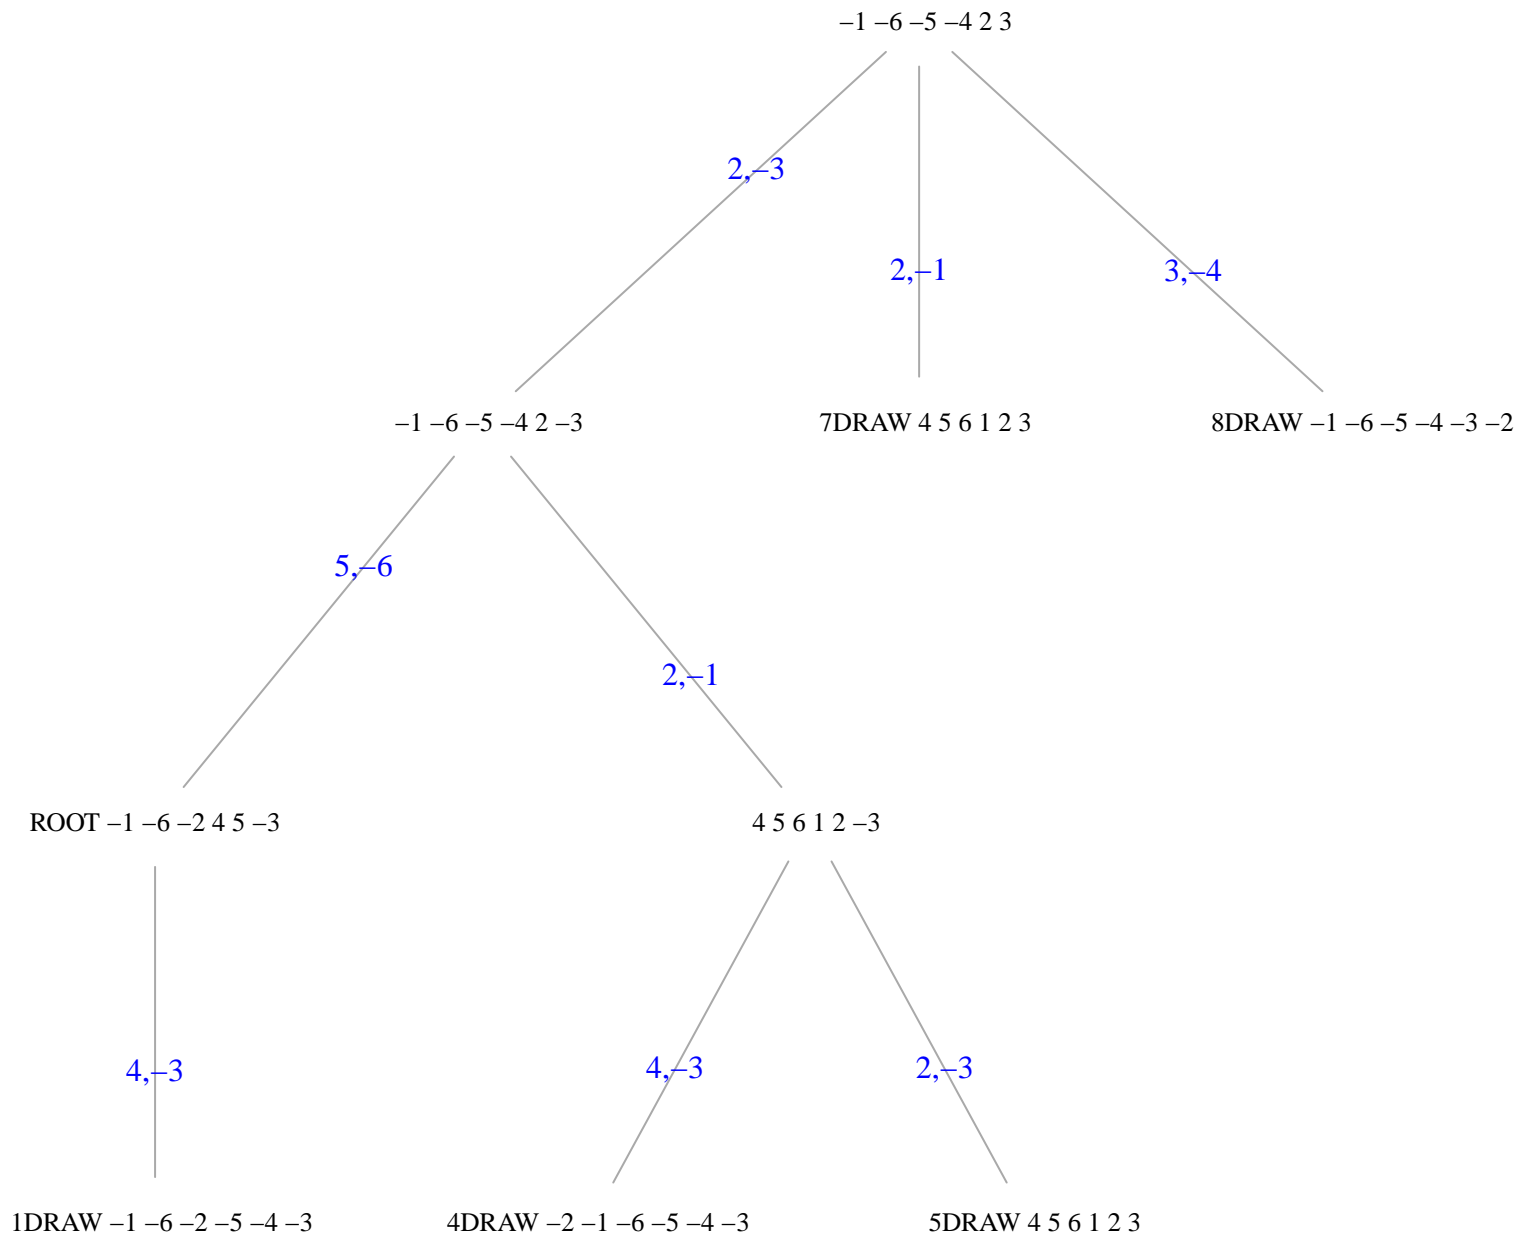 –1 –6 –5 –4 2 3
2,–3
2,–1
3,–4
–1 –6 –5 –4 2 –3
7DRAW 4 5 6 1 2 3
8DRAW –1 –6 –5 –4 –3 –2
5,–6
2,–1
ROOT –1 –6 –2 4 5 –3
4 5 6 1 2 –3
4,–3
4,–3
2,–3
1DRAW –1 –6 –2 –5 –4 –3
4DRAW –2 –1 –6 –5 –4 –3
5DRAW 4 5 6 1 2 3